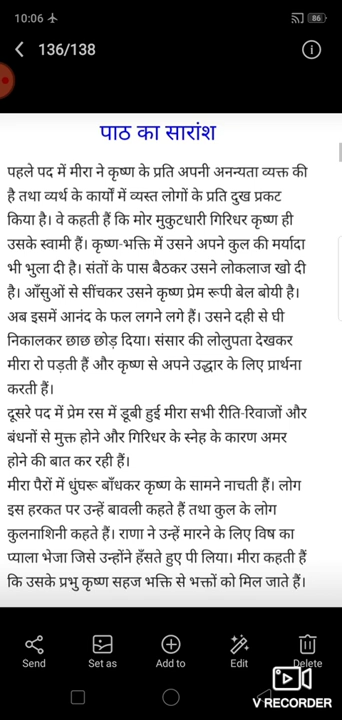 10:06
86
136/138
पाठ का सारांश
पहले पद में मीरा ने कृष्ण के प्रति अपनी अनन्यता व्यक्त की
है तथा व्यर्थ के कार्यों में व्यस्त लोगों के प्रति दुख प्रकट
किया है। वे कहती हैं कि मोर मुकुटधारी गिरिधर कृष्ण ही
उसके स्वामी हैं। कृष्ण-भक्ति में उसने अपने कुल की मर्यादा
भी भुला दी है। संतों के पास बैठकर उसने लोकलाज खो दी
है। आँसुओं से सींचकर उसने कृष्ण प्रेम रूपी बेल बोयी है।
अब इसमें आनंद के फल लगने लगे हैं। उसने दही से घी
निकालकर छाछ छोड़ दिया। संसार की लोलुपता देखकर
मीरा रो पड़ती हैं और कृष्ण से अपने उद्धार के लिए प्रार्थना
करती हैं।
दूसरे पद में प्रेम रस में डूबी हुई मीरा सभी रीति-रिवाजों और
बंधनों से मुक्त होने और गिरिधर के स्नेह के कारण अमर
होने की बात कर रही हैं।
मीरा पैरों में घुंघरू बाँधकर कृष्ण के सामने नाचती हैं। लोग
इस हरकत पर उन्हें बावली कहते हैं तथा कुल के लोग
कुलनाशिनी कहते हैं। राणा ने उन्हें मारने के लिए विष का
प्याला भेजा जिसे उन्होंने हँसते हुए पी लिया। मीरा कहती हैं
कि उसके प्रभु कृष्ण सहज भक्ति से भक्तों को मिल जाते हैं।
Send Set as Add to Edit Delete
V RECORDER